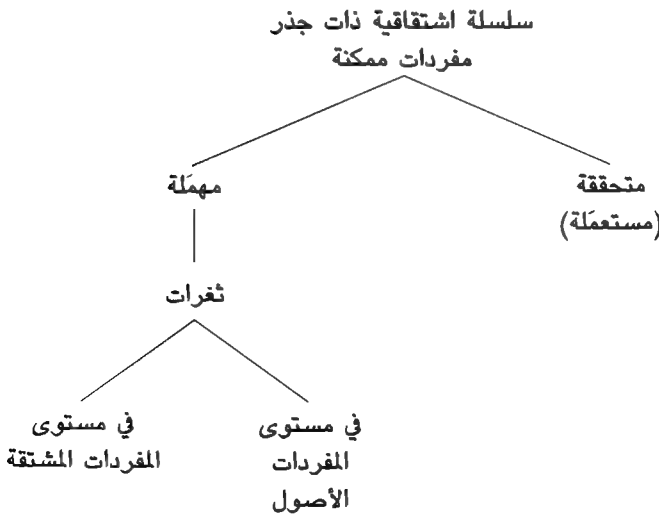 سلسلة اشتقاقية ذات جذر
مفردات ممكنة
متحققة
(مستعمَلة)
مهمَلة
ثغرات
في مستوى
المفردات
الأصول
في مستوى
المفردات المشتقة